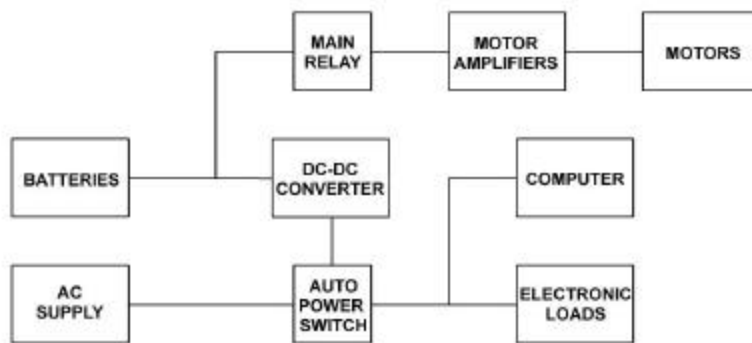 MAIN
RELAY
MOTOR
AMPLIFIERS
MOTORS
BATTERIES
DC-DC
CONVERTER
COMPUTER
AC
SUPPLY
AUTO
POWER
SWITCH
ELECTRONIC
LOADS